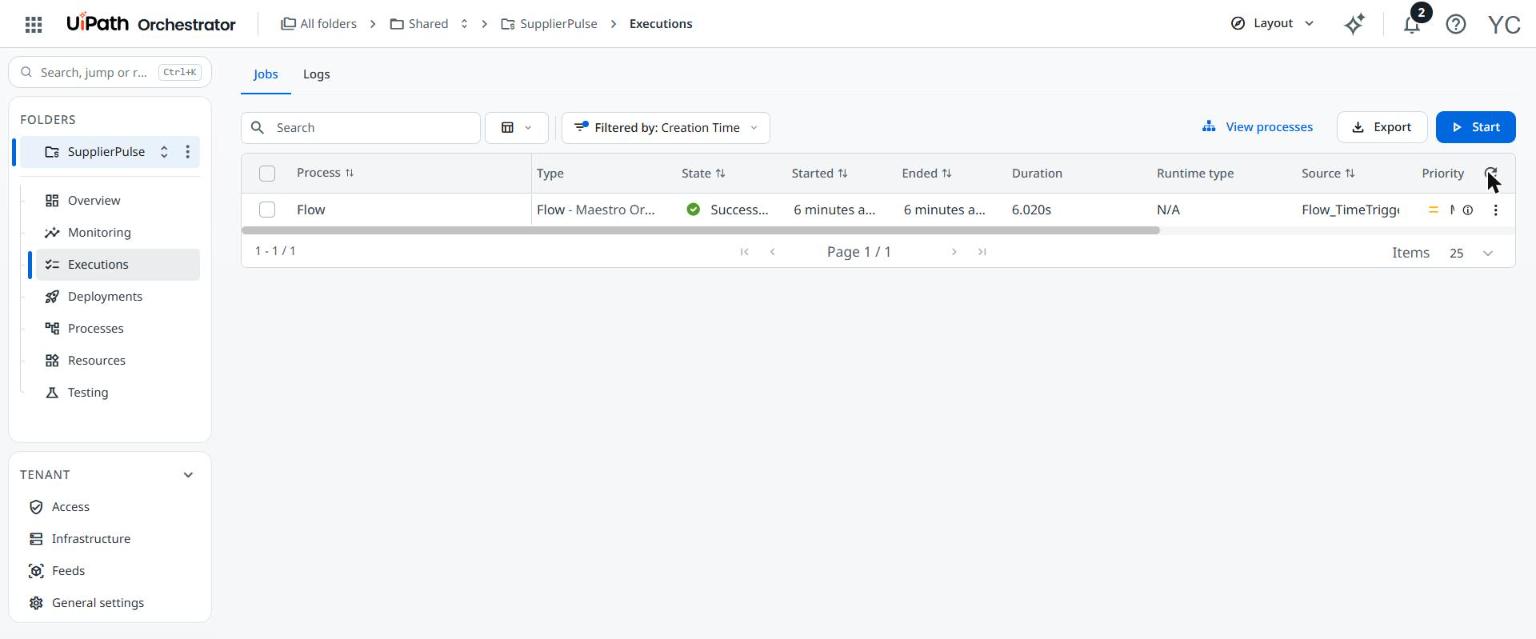 UiPath Orchestrator
All folders
Shared
SupplierPulse
Executions
Layout
2
YC
Search, jump or r...
Ctrl+K
FOLDERS
SupplierPulse
Overview
Monitoring
Executions
Deployments
Processes
Resources
Testing
TENANT
Access
Infrastructure
Feeds
General settings
Jobs
Logs
Search
Filtered by: Creation Time
View processes
Export
Start
Process
Type
State
Started
Ended
Duration
Runtime type
Source
Priority
Flow
Flow - Maestro Or...
Success...
6 minutes a...
6 minutes a...
6.020s
N/A
Flow_TimeTrigg
1 - 1 / 1
Page 1 / 1
Items
25